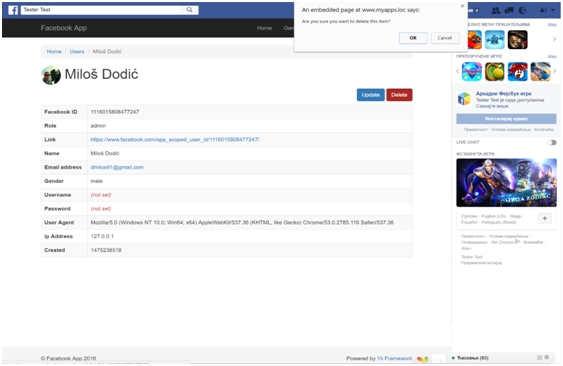 Tester Test
An embedded page at www.myapps.loc says:
Are you sure you want to delete this item?
OK
Cancel
Facebook App
Home
Home / Users / Miloš Dodić
Miloš Dodić
Update
Delete
Facebook ID 1116015808477247
Role admin
Link https://www.facebook.com/app_scoped_user_id/1116015808477247/
Name Miloš Dodić
Email address dmilos91@gmail.com
Gender male
Username (not set)
Password (not set)
User Agent Mozilla/5.0 (Windows NT 10.0; Win64; x64) AppleWebKit/537.36 (KHTML, like Gecko) Chrome/53.0.2785.116 Safari/537.36
Ip Address 127.0.0.1
Created 1475238518
© Facebook App 2016
Powered by Yii Framework
ПРЕПОРУЧЕНЕ ИГРЕ
Аркадне Фејсбук игре
Tester Test је сада доступан/на.
Сазнајте више
Инсталирај одмах
LIVE CHAT
ИСТАКНУТА ИГРА
Српски · English (US) · Shqip ·
Español · Português (Brasil)
Tester Test
Ћаскање (93)